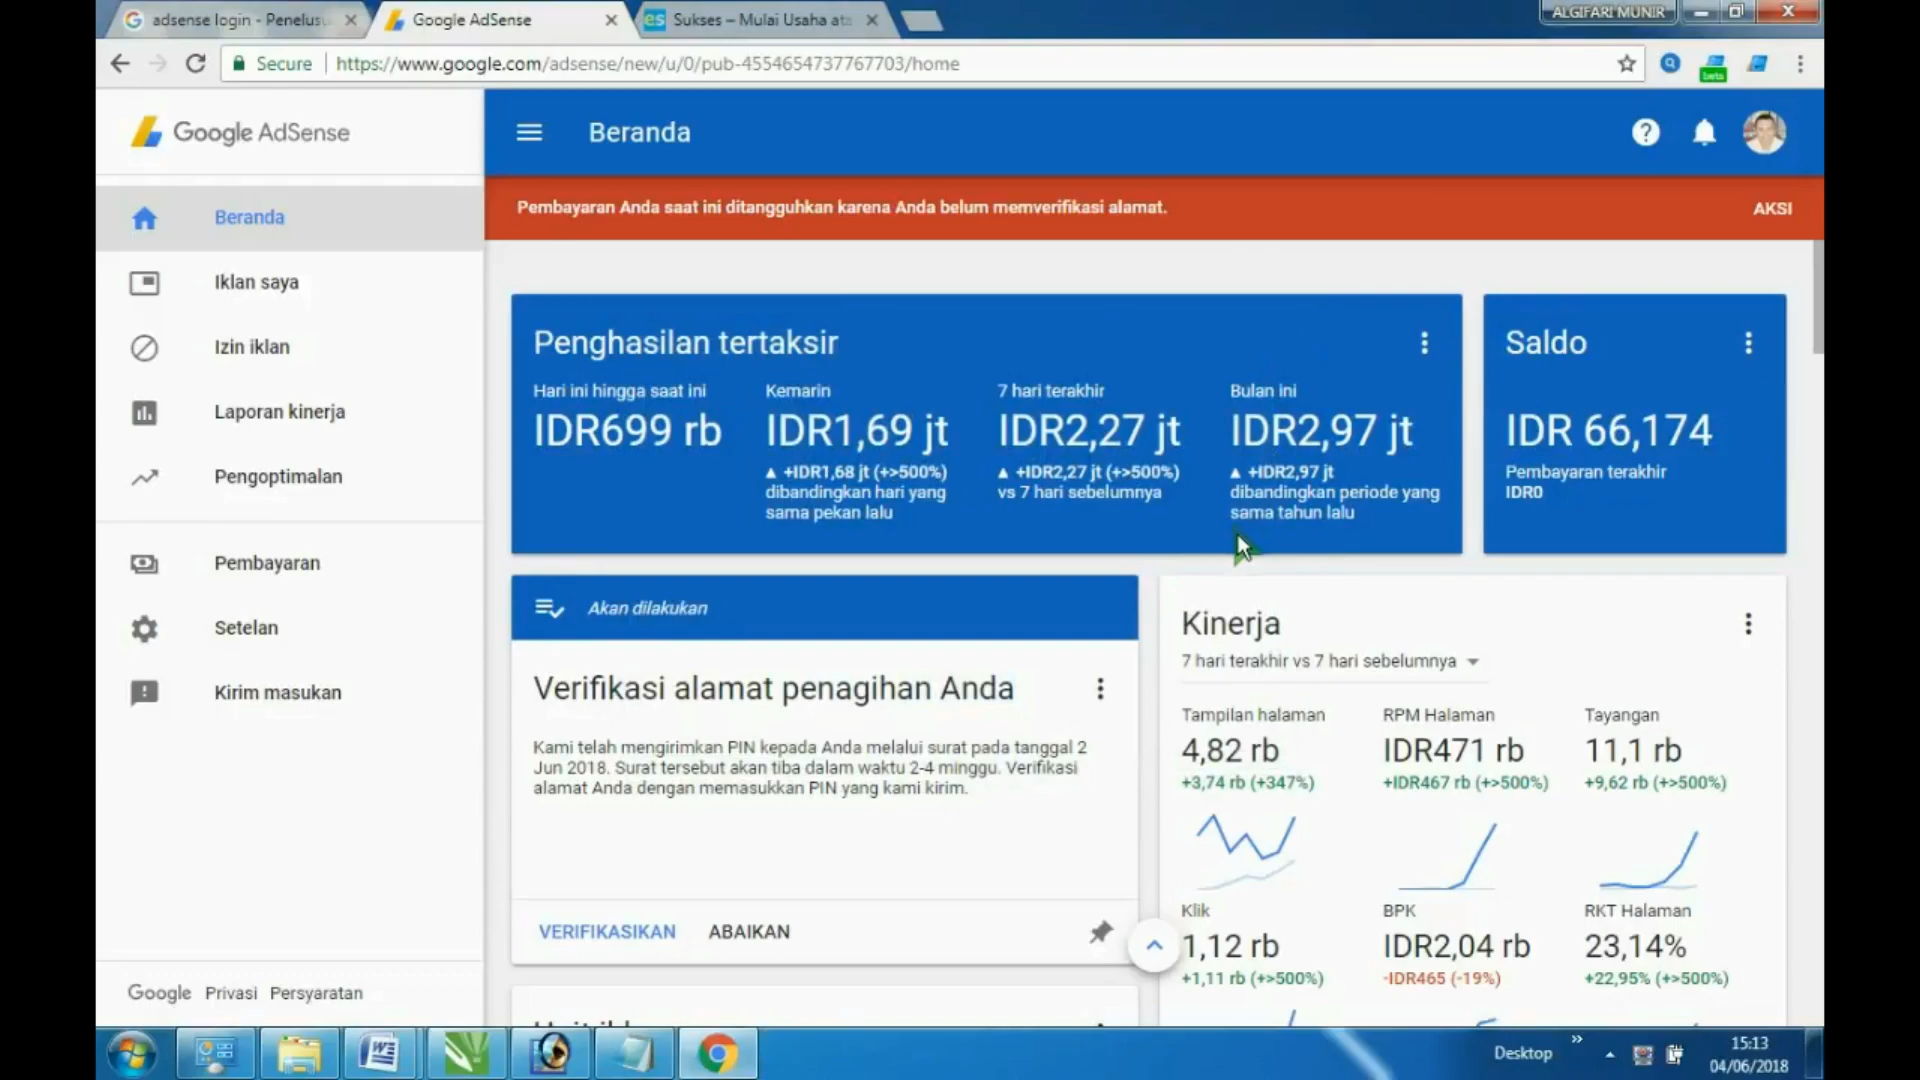 adsense login - Penelus
Google AdSense
Sukses – Mulai Usaha at
ALGIFARI MUNIR
Secure
https://www.google.com/adsense/new/u/0/pub-4554654737767703/home
beta
Google AdSense
Beranda
Pembayaran Anda saat ini ditangguhkan karena Anda belum memverifikasi alamat.
AKSI
Beranda
Iklan saya
Izin iklan
Laporan kinerja
Pengoptimalan
Pembayaran
Setelan
Kirim masukan
Google Privasi Persyaratan
Penghasilan tertaksir
Hari ini hingga saat ini
IDR699 rb
Kemarin
IDR1,69 jt
▲ +IDR1,68 jt (+>500%)
dibandingkan hari yang
sama pekan lalu
7 hari terakhir
IDR2,27 jt
▲ +IDR2,27 jt (+>500%)
vs 7 hari sebelumnya
Bulan ini
IDR2,97 jt
▲ +IDR2,97 jt
dibandingkan periode yang
sama tahun lalu
Saldo
IDR 66,174
Pembayaran terakhir
IDR0
Akan dilakukan
Verifikasi alamat penagihan Anda
Kami telah mengirimkan PIN kepada Anda melalui surat pada tanggal 2
Jun 2018. Surat tersebut akan tiba dalam waktu 2-4 minggu. Verifikasi
alamat Anda dengan memasukkan PIN yang kami kirim.
VERIFIKASIKAN
ABAIKAN
Kinerja
7 hari terakhir vs 7 hari sebelumnya
Tampilan halaman
4,82 rb
+3,74 rb (+347%)
RPM Halaman
IDR471 rb
+IDR467 rb (+>500%)
Tayangan
11,1 rb
+9,62 rb (+>500%)
Klik
1,12 rb
+1,11 rb (+>500%)
BPK
IDR2,04 rb
-IDR465 (-19%)
RKT Halaman
23,14%
+22,95% (+>500%)
Desktop
15:13
04/06/2018